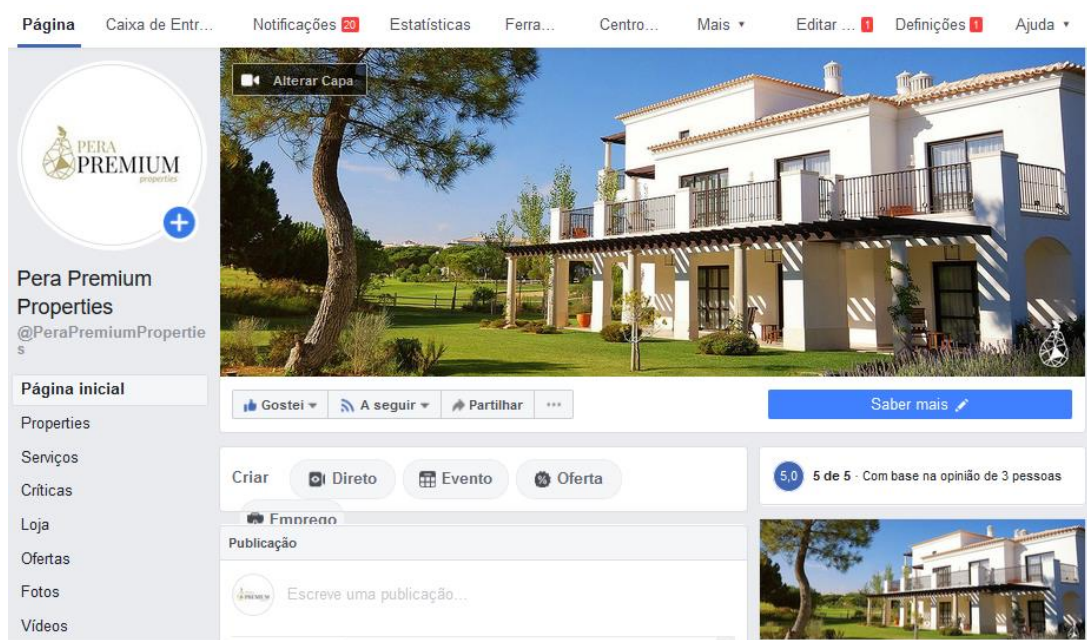 Página Caixa de Entr... Notificações 20 Estatísticas Ferra... Centro... Mais Editar ... 1 Definições 1 Ajuda
Alterar Capa
PERA
PREMIUM
properties
Pera Premium
Properties
@PeraPremiumPropertie
s
Página inicial
Properties
Serviços
Críticas
Loja
Ofertas
Fotos
Vídeos
Gostei A seguir Partilhar ...
Saber mais
Criar Direto Evento Oferta
Emprego
5,0 5 de 5 · Com base na opinião de 3 pessoas
Publicação
Escreve uma publicação...